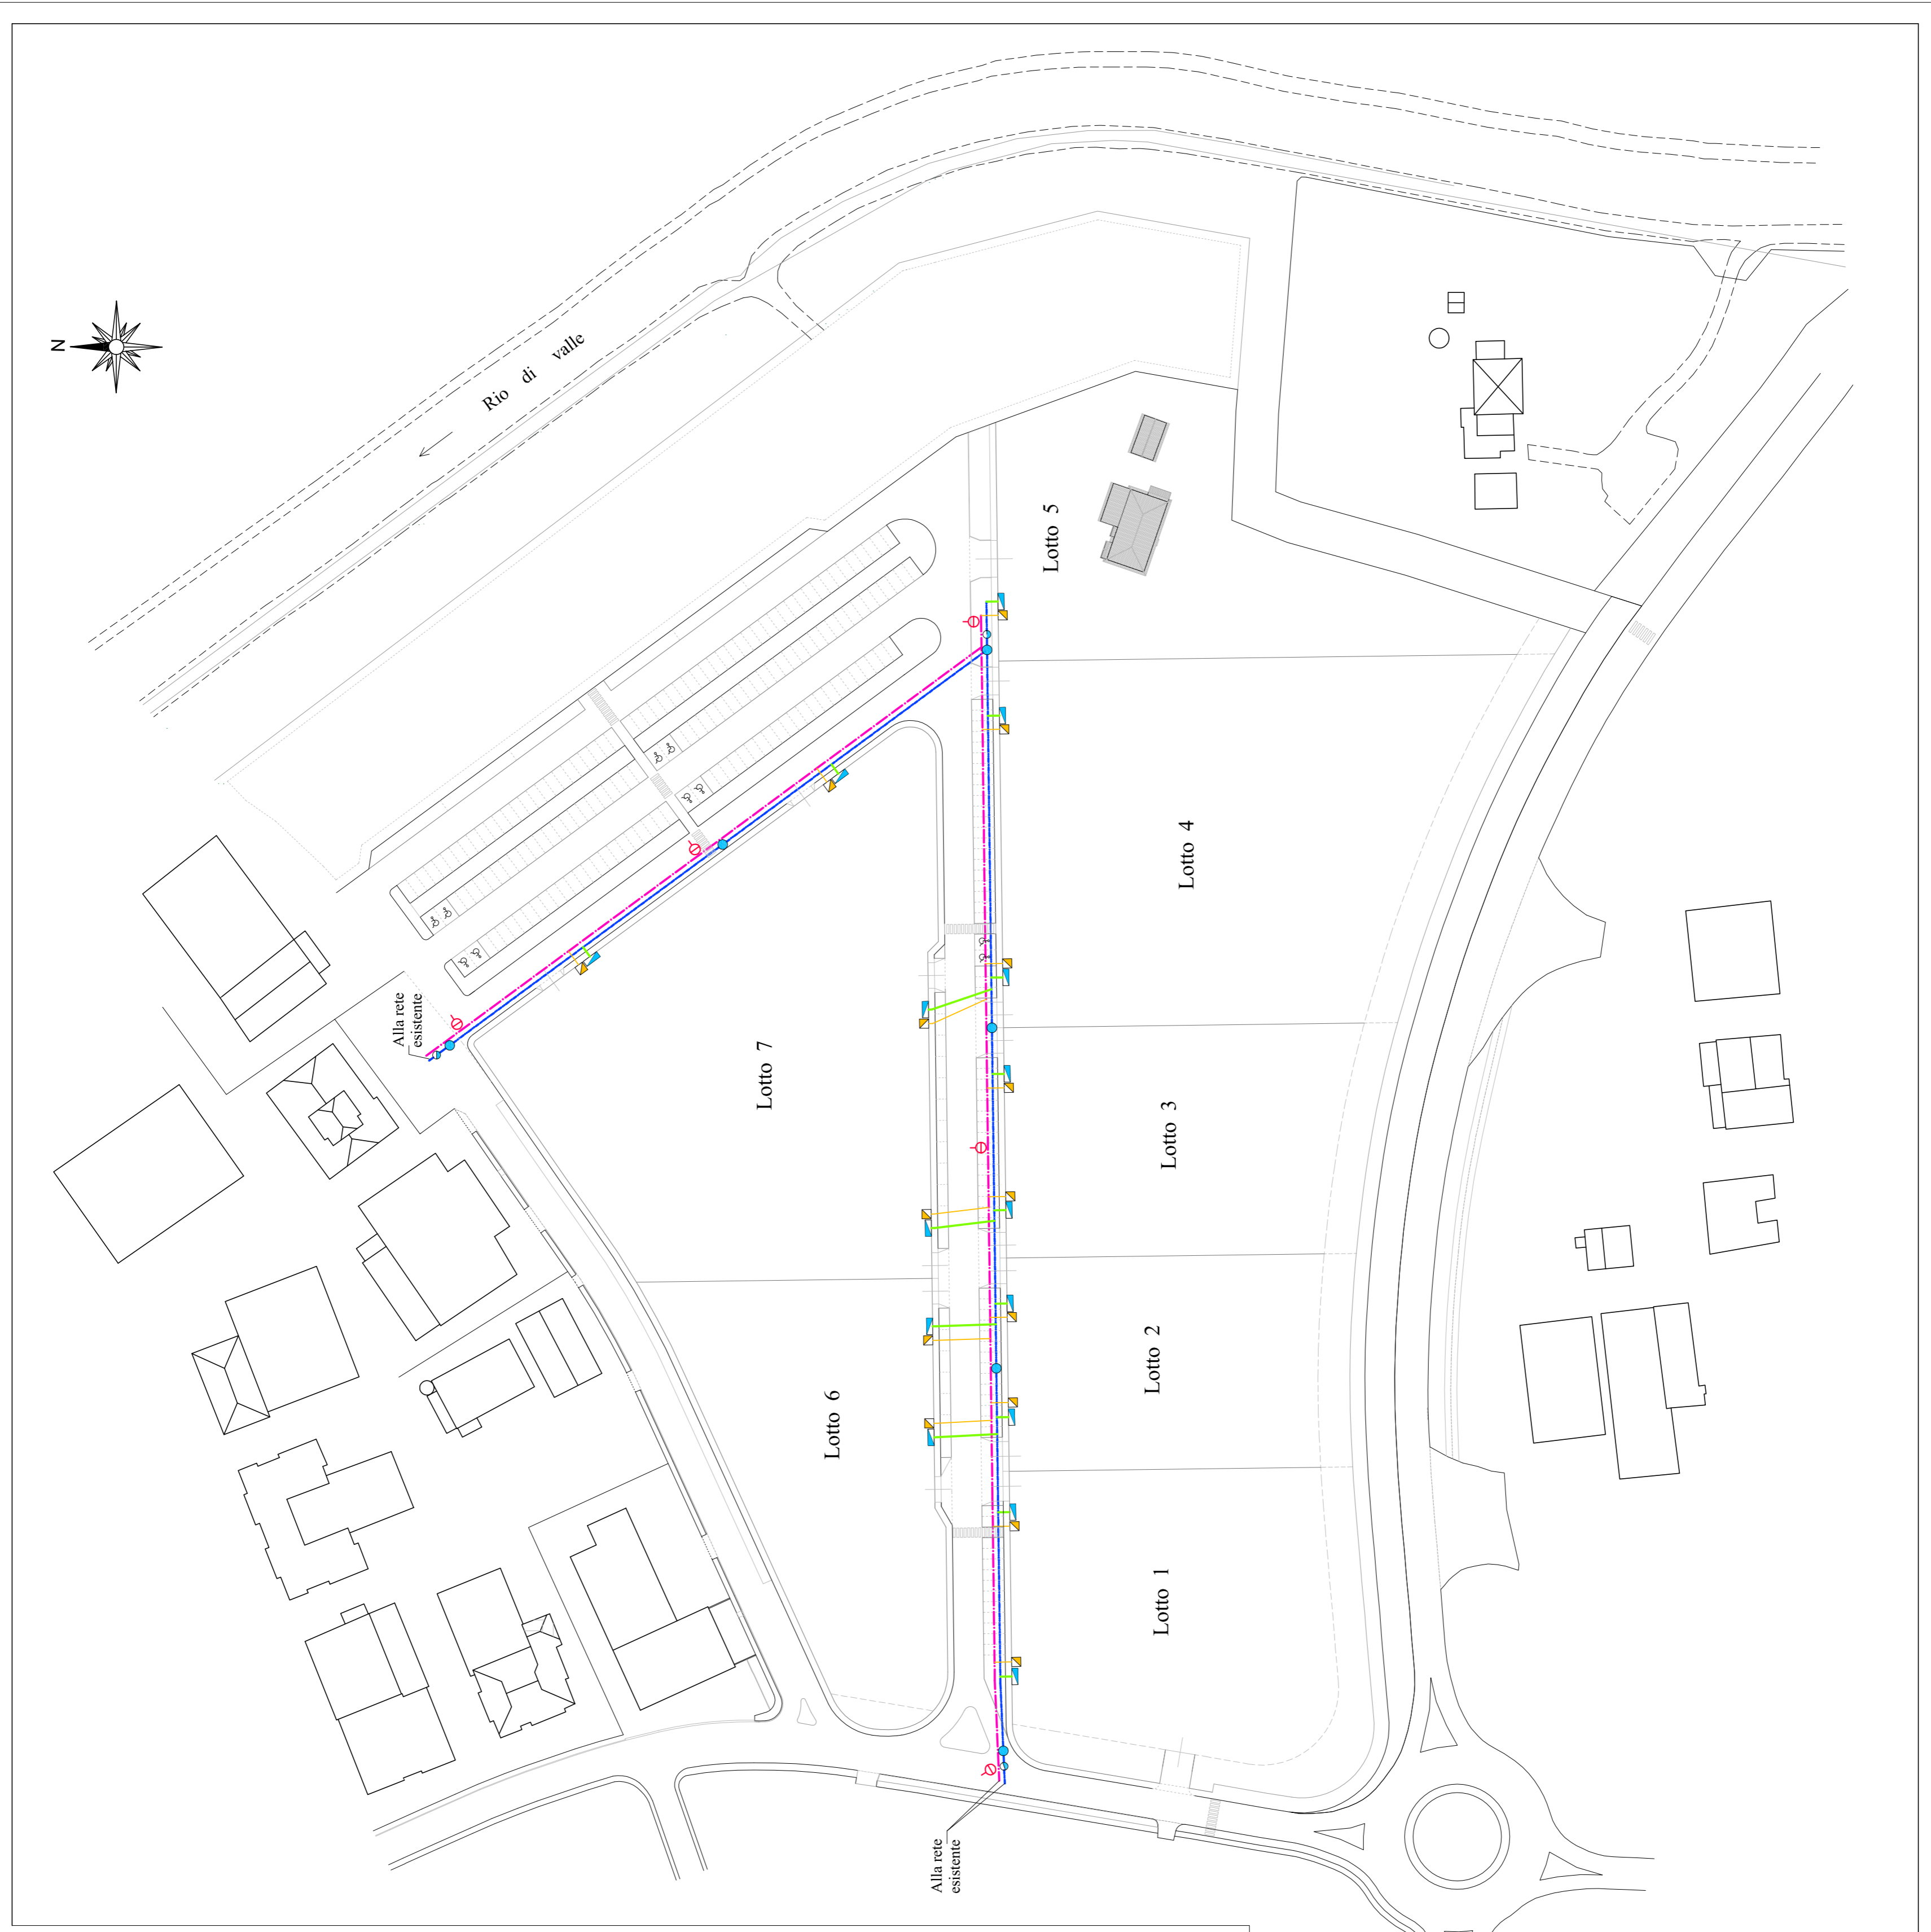 N
Rio di valle
Lotto 5
Alla rete
esistente
Lotto 4
Lotto 7
Lotto 3
Lotto 2
Lotto 6
Lotto 1
Alla rete
esistente